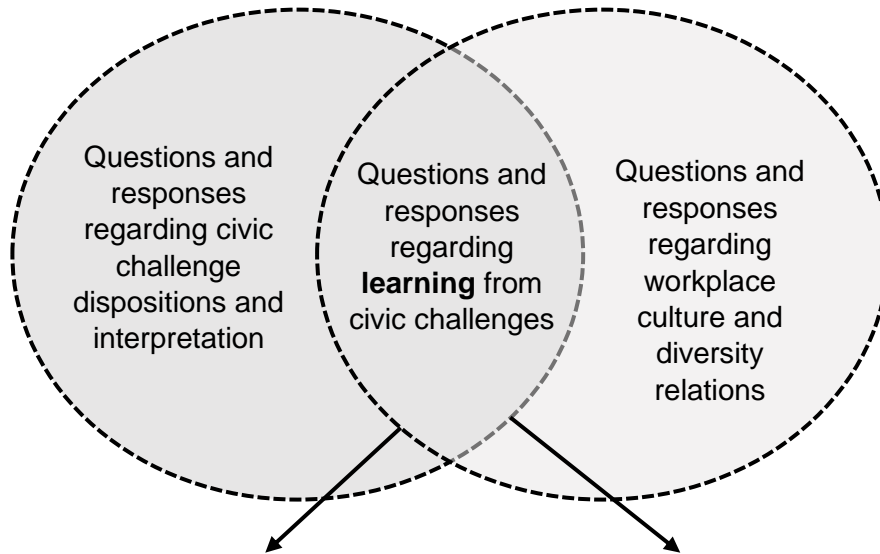 Questions and
responses
regarding civic
challenge
dispositions and
interpretation
Questions and
responses
regarding
learning from
civic challenges
Questions and
responses
regarding
workplace
culture and
diversity
relations